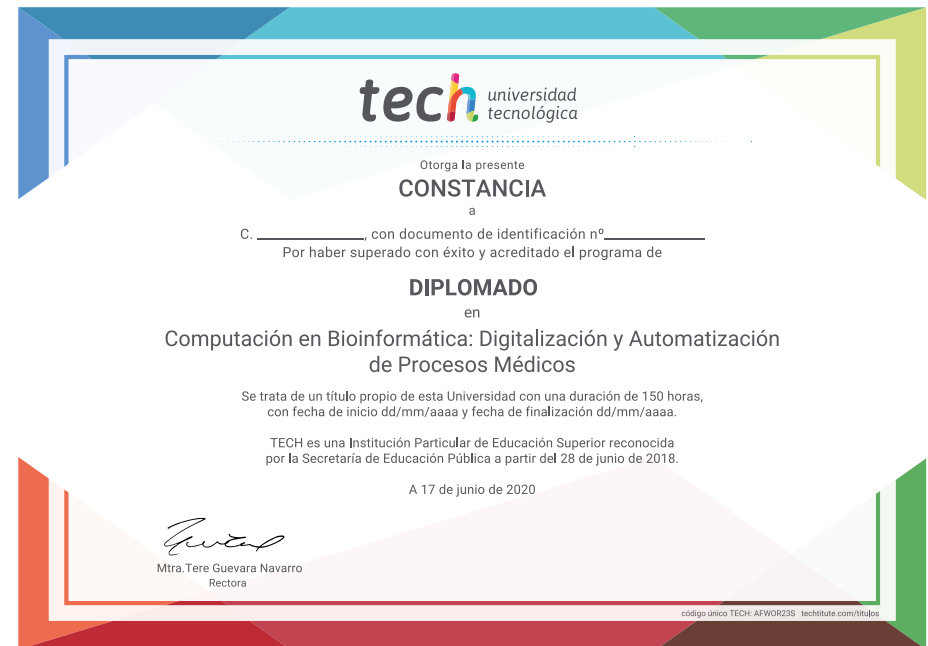 tech universidad
tecnológica
Otorga la presente
CONSTANCIA
a
C. ______________, con documento de identificación nº______________
Por haber superado con éxito y acreditado el programa de
DIPLOMADO
en
Computación en Bioinformática: Digitalización y Automatización
de Procesos Médicos
Se trata de un título propio de esta Universidad con una duración de 150 horas,
con fecha de inicio dd/mm/aaaa y fecha de finalización dd/mm/aaaa.
TECH es una Institución Particular de Educación Superior reconocida
por la Secretaría de Educación Pública a partir del 28 de junio de 2018.
A 17 de junio de 2020
Mtra.Tere Guevara Navarro
Rectora
código único TECH: AFWOR23S techtitute.com/titulos